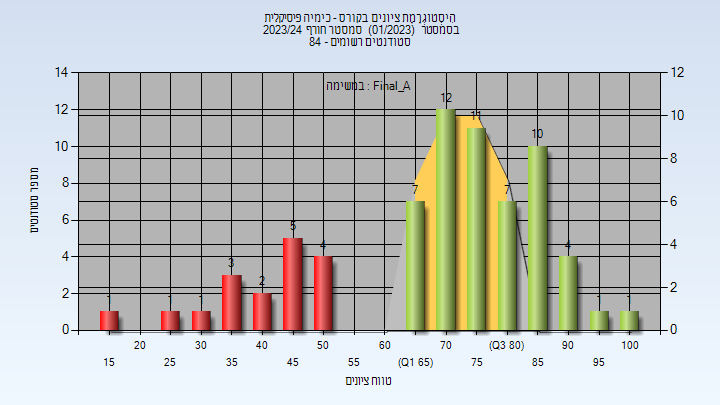 היסטוגרמת ציונים בקורס - כימיה פיסיקלית
בסמסטר (01/2023) סמסטר חורף 2023/24
סטודנטים רשומים - 84
במשימה : Final_A
14 12
12 10
10 8
8 6
6 4
4 2
2 0
0
מספר סטודנטים
1 1 1 3 2 5 4 7 12 11 7 10 4 1 1
20 30 40 50 60 70 (Q3 80) 90 100
15 25 35 45 55 (Q1 65) 75 85 95
טווח ציונים